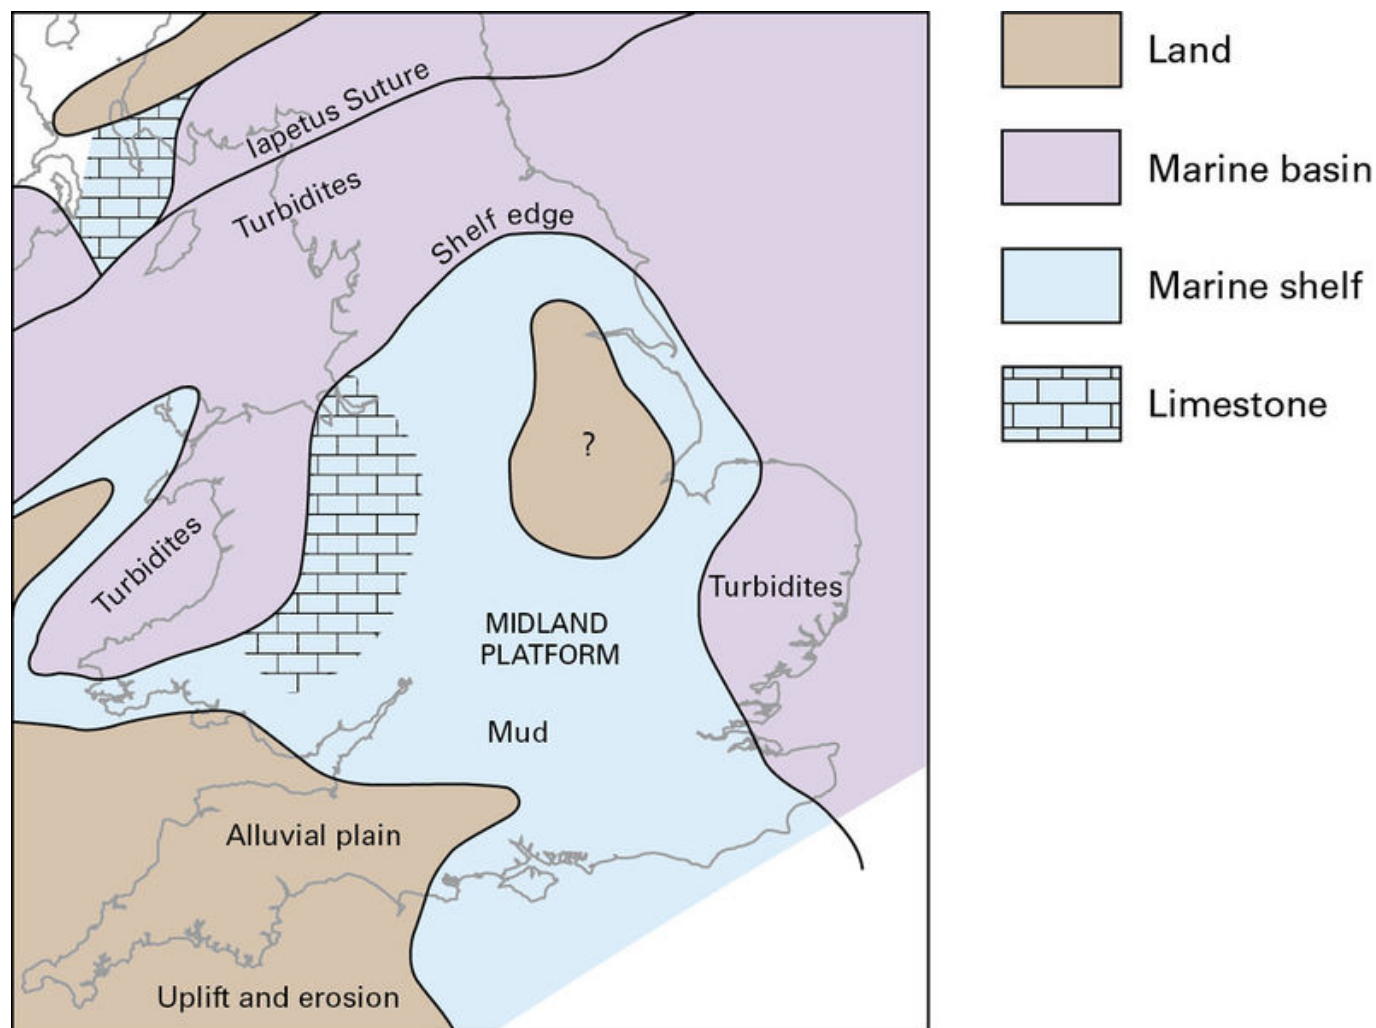 Iapetus Suture
Turbidites
Shelf edge
?
Turbidites
Turbidites
MIDLAND
PLATFORM
Mud
Alluvial plain
Uplift and erosion
Land
Marine basin
Marine shelf
Limestone